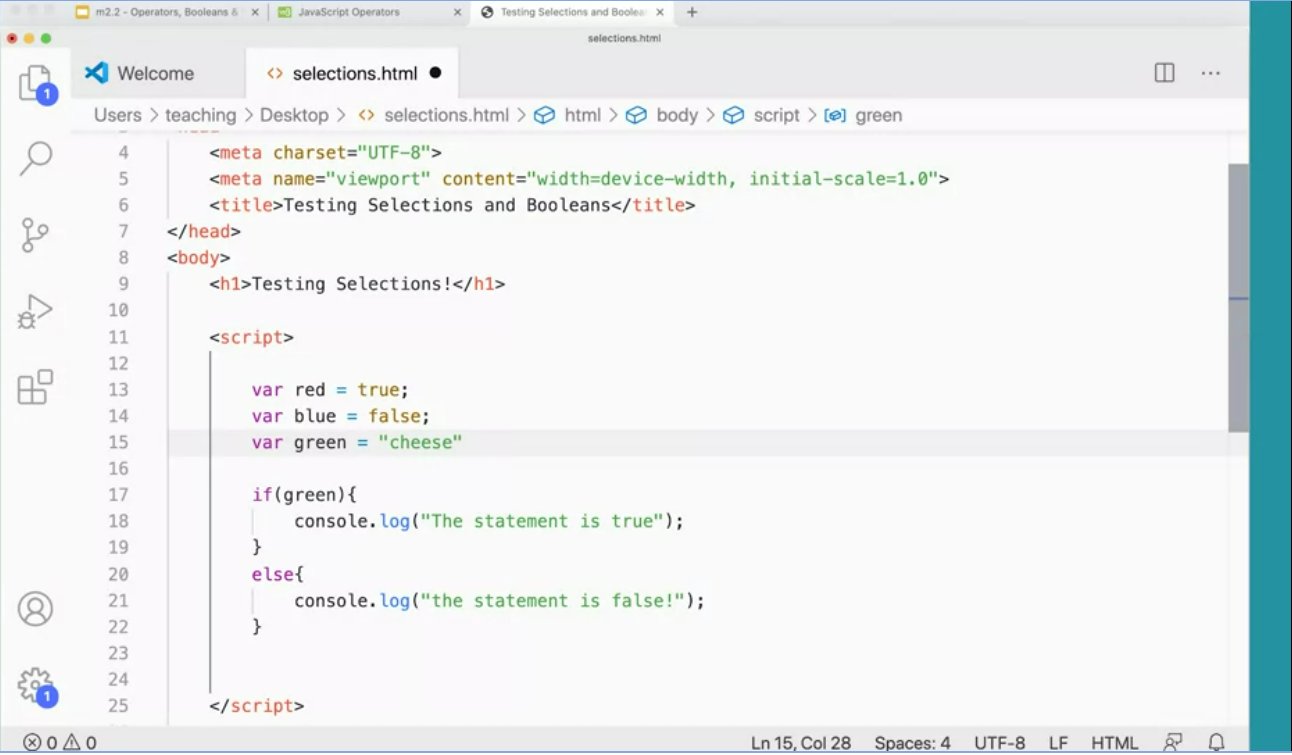 m2.2 - Operators, Booleans &
JavaScript Operators
Testing Selections and Boolea
selections.html
Welcome
selections.html
Users > teaching > Desktop > <> selections.html > html > body > script > green
4 <meta charset="UTF-8">
5 <meta name="viewport" content="width=device-width, initial-scale=1.0">
6 <title>Testing Selections and Booleans</title>
7 </head>
8 <body>
9 <h1>Testing Selections!</h1>
10
11 <script>
12
13 var red = true;
14 var blue = false;
15 var green = "cheese"
16
17 if(green){
18 console.log("The statement is true");
19 }
20 else{
21 console.log("the statement is false!");
22 }
23
24
25 </script>
1
1
0 0
Ln 15, Col 28 Spaces: 4 UTF-8 LF HTML